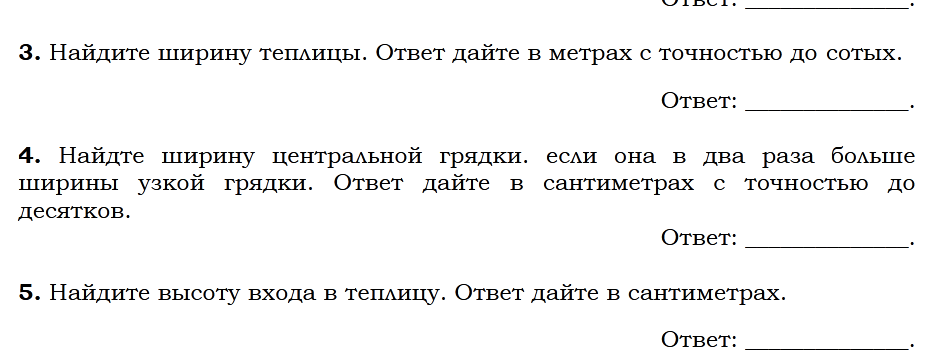 Ответ: ______________.
3. Найдите ширину теплицы. Ответ дайте в метрах с точностью до сотых.
Ответ: ______________.
4. Найдте ширину центральной грядки. если она в два раза больше
ширины узкой грядки. Ответ дайте в сантиметрах с точностью до
десятков.
Ответ: ______________.
5. Найдите высоту входа в теплицу. Ответ дайте в сантиметрах.
Ответ: ______________.